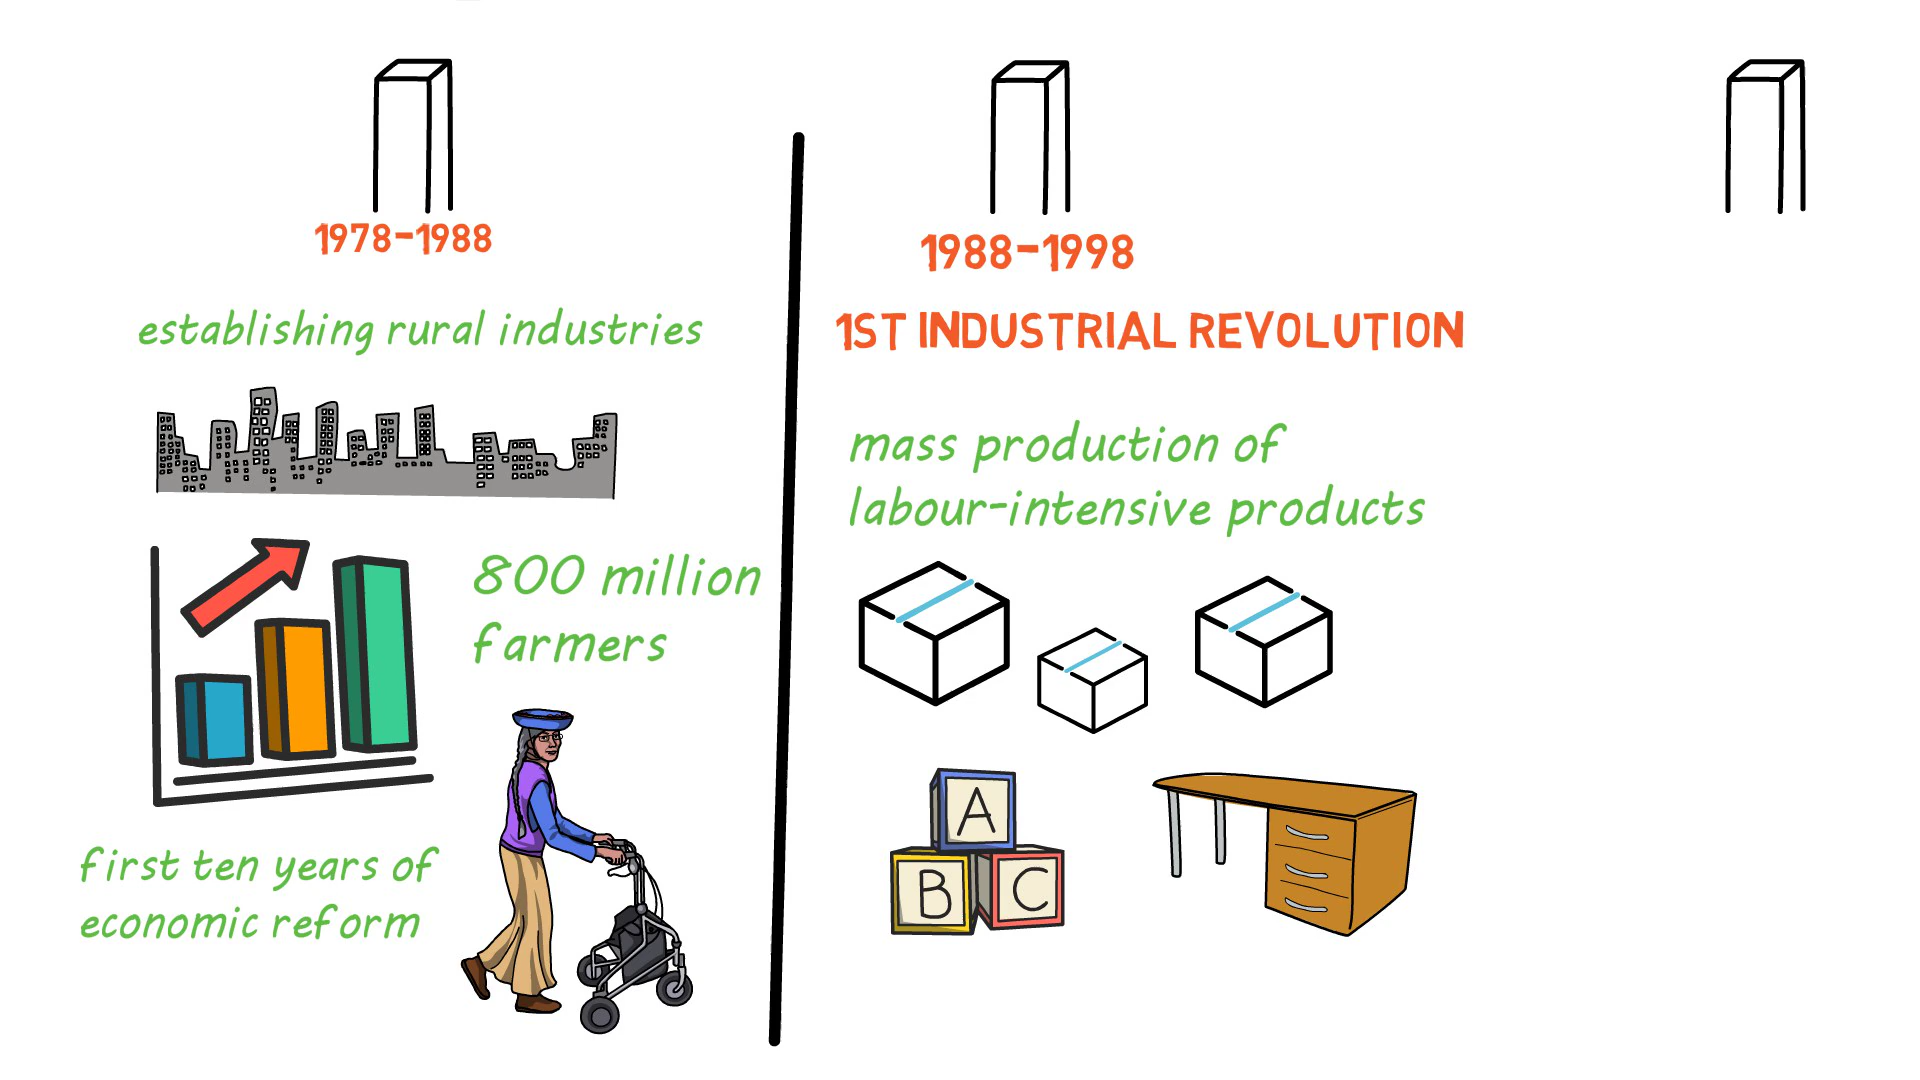 1978-1988
establishing rural industries
800 million
farmers
first ten years of
economic reform
1988-1998
1ST INDUSTRIAL REVOLUTION
mass production of
labour-intensive products
A
B C